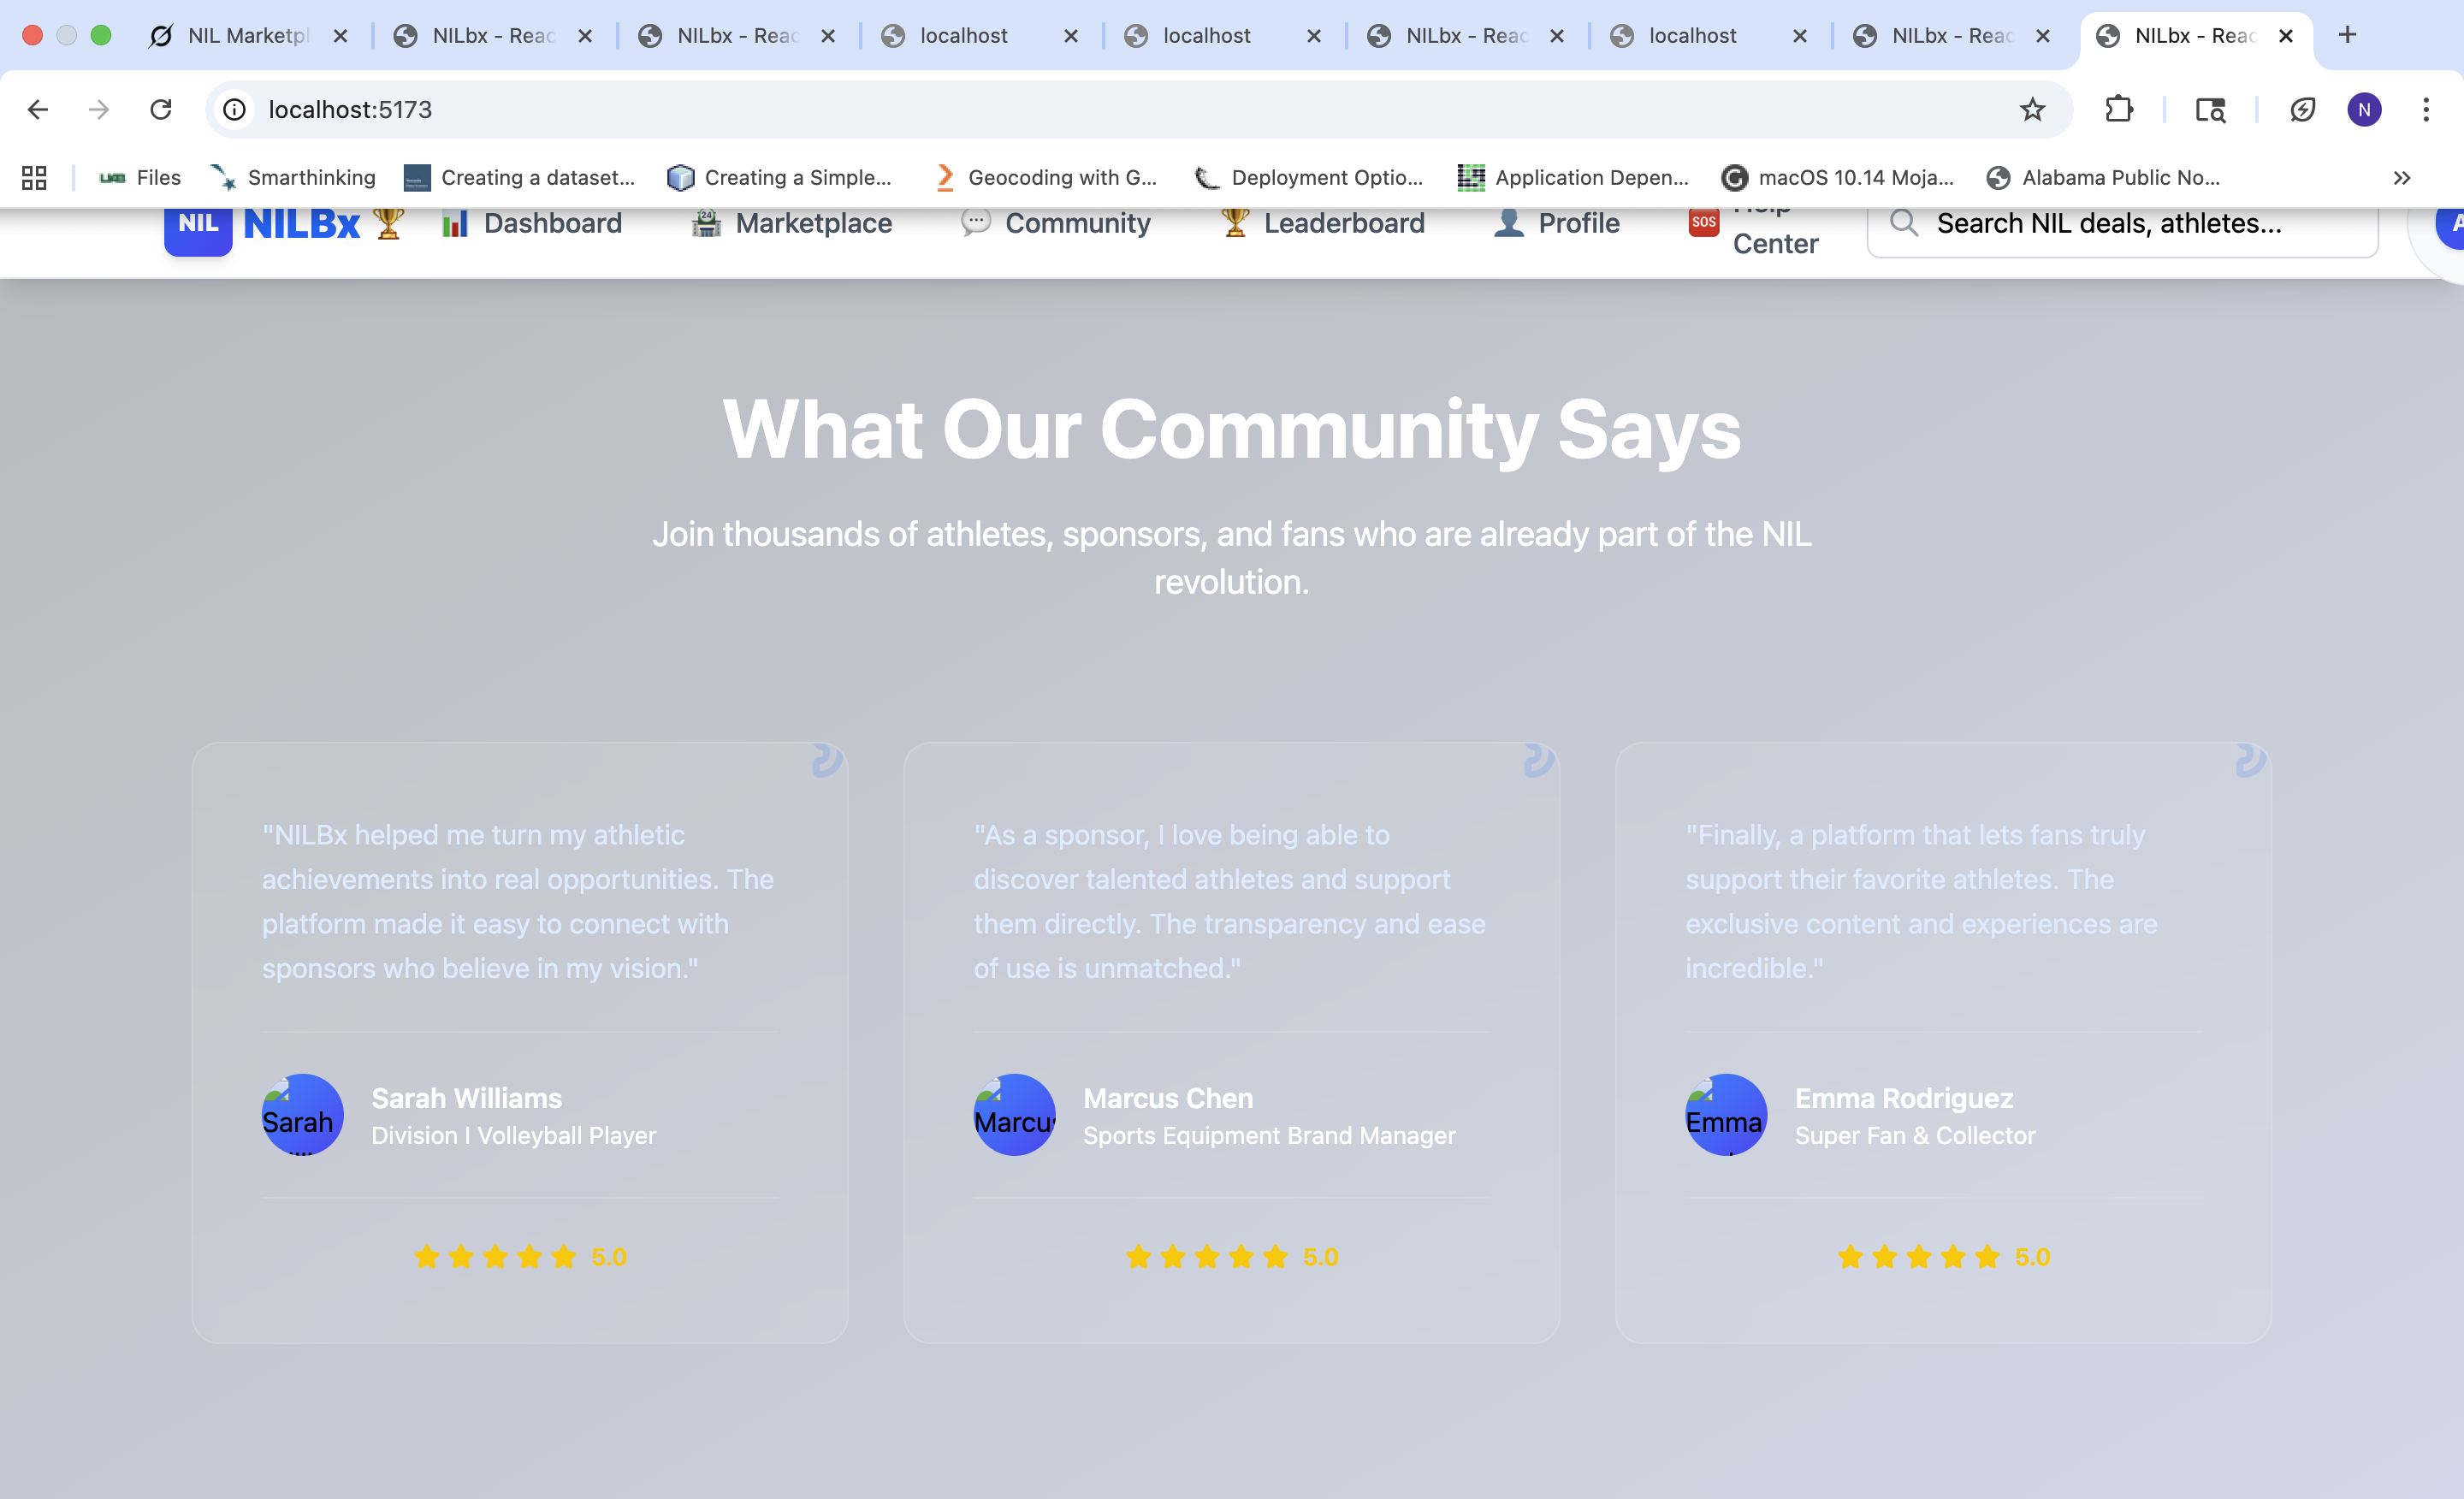 NIL Marketpl
NILbx - Reac
NILbx - Reac
localhost
localhost
NILbx - Reac
localhost
NILbx - Reac
NILbx - Reac
localhost:5173
N
Files
Smarthinking
Creating a dataset...
Creating a Simple...
Geocoding with G...
Deployment Optio...
Application Depen...
macOS 10.14 Moja...
Alabama Public No...
NIL
NILBx
Dashboard
24
Marketplace
Community
Leaderboard
Profile
SOS
Help
Center
Search NIL deals, athletes...
A
What Our Community Says
Join thousands of athletes, sponsors, and fans who are already part of the NIL
revolution.
"NILBx helped me turn my athletic
achievements into real opportunities. The
platform made it easy to connect with
sponsors who believe in my vision."
Sarah
Sarah Williams
Division I Volleyball Player
5.0
"As a sponsor, I love being able to
discover talented athletes and support
them directly. The transparency and ease
of use is unmatched."
Marcus
Marcus Chen
Sports Equipment Brand Manager
5.0
"Finally, a platform that lets fans truly
support their favorite athletes. The
exclusive content and experiences are
incredible."
Emma
Emma Rodriguez
Super Fan & Collector
5.0